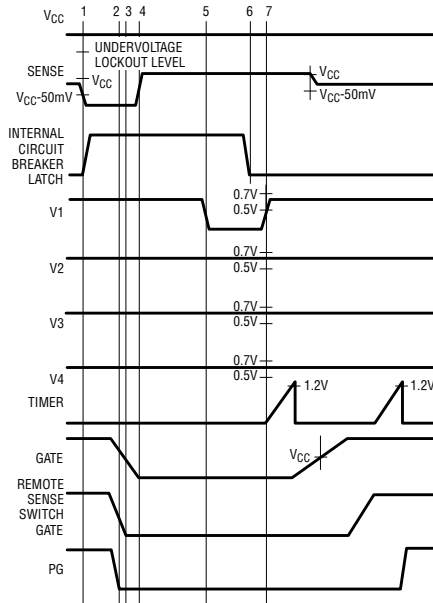 1 2 3 4 5 6 7
VCC
UNDERVOLTAGE
LOCKOUT LEVEL
SENSE
VCC
VCC
VCC-50mV
VCC-50mV
INTERNAL
CIRCUIT
BREAKER
LATCH
0.7V
V1
0.5V
0.7V
V2
0.5V
0.7V
V3
0.5V
0.7V
V4
0.5V
TIMER
1.2V
1.2V
GATE
VCC
REMOTE
SENSE
SWITCH
GATE
PG